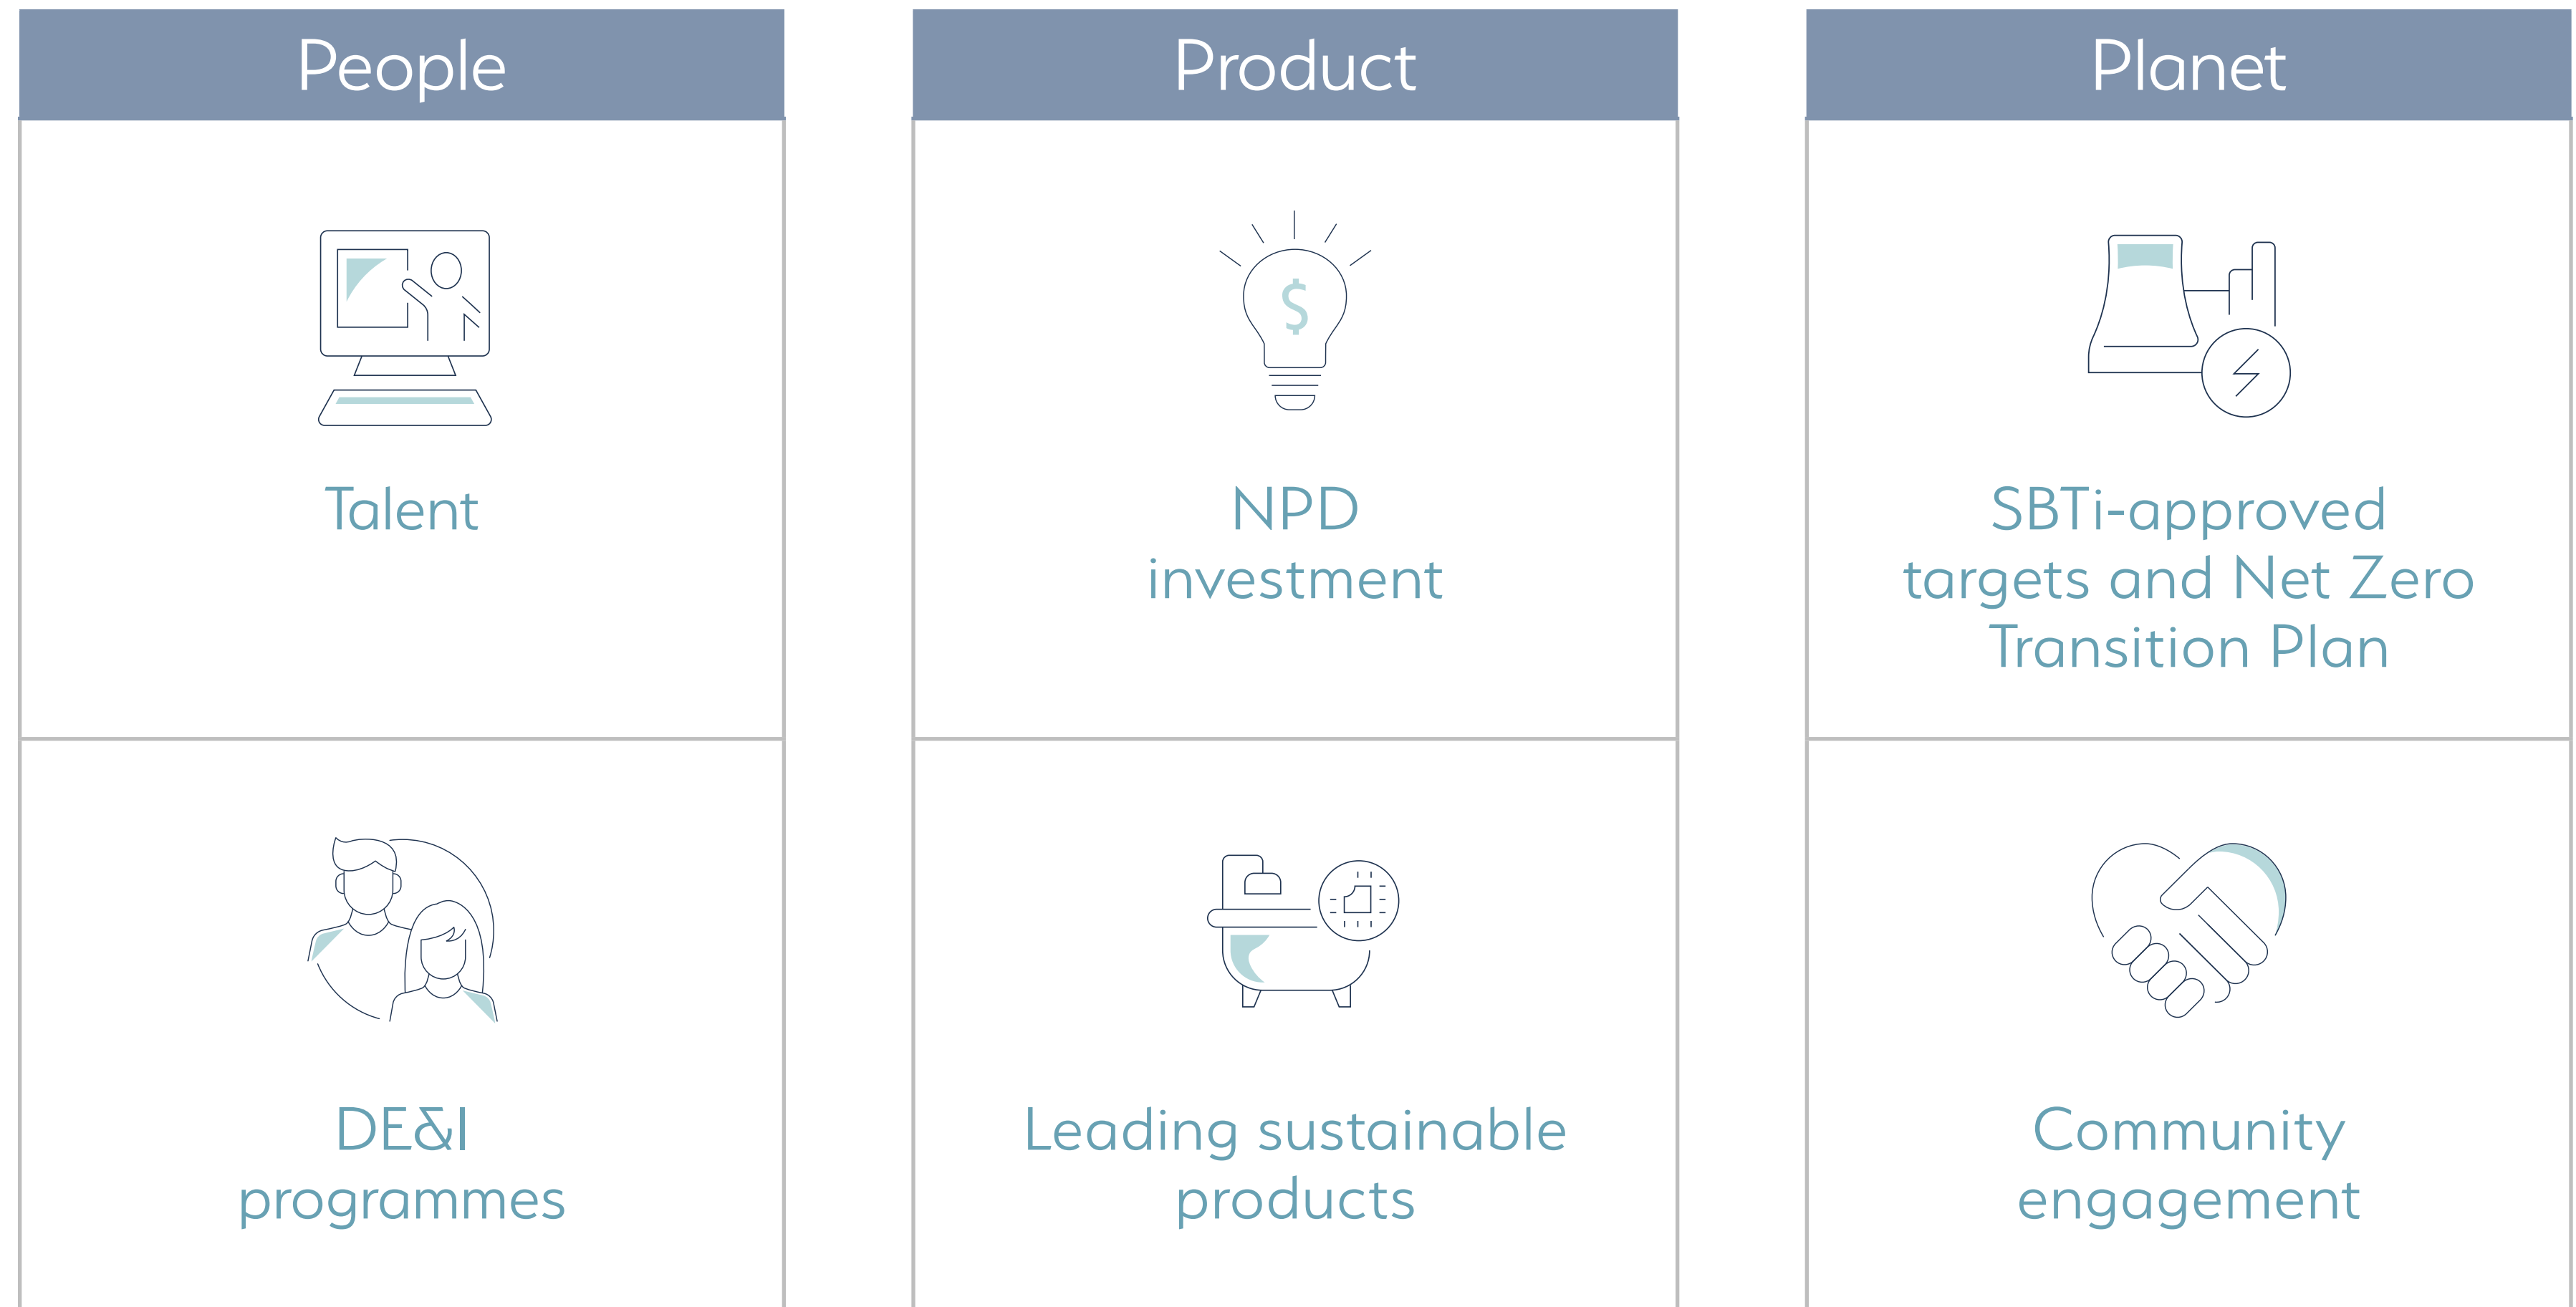 People
Talent
DE&I
programmes
Product
$
NPD
investment
Leading sustainable
products
Planet
SBTi-approved
targets and Net Zero
Transition Plan
Community
engagement